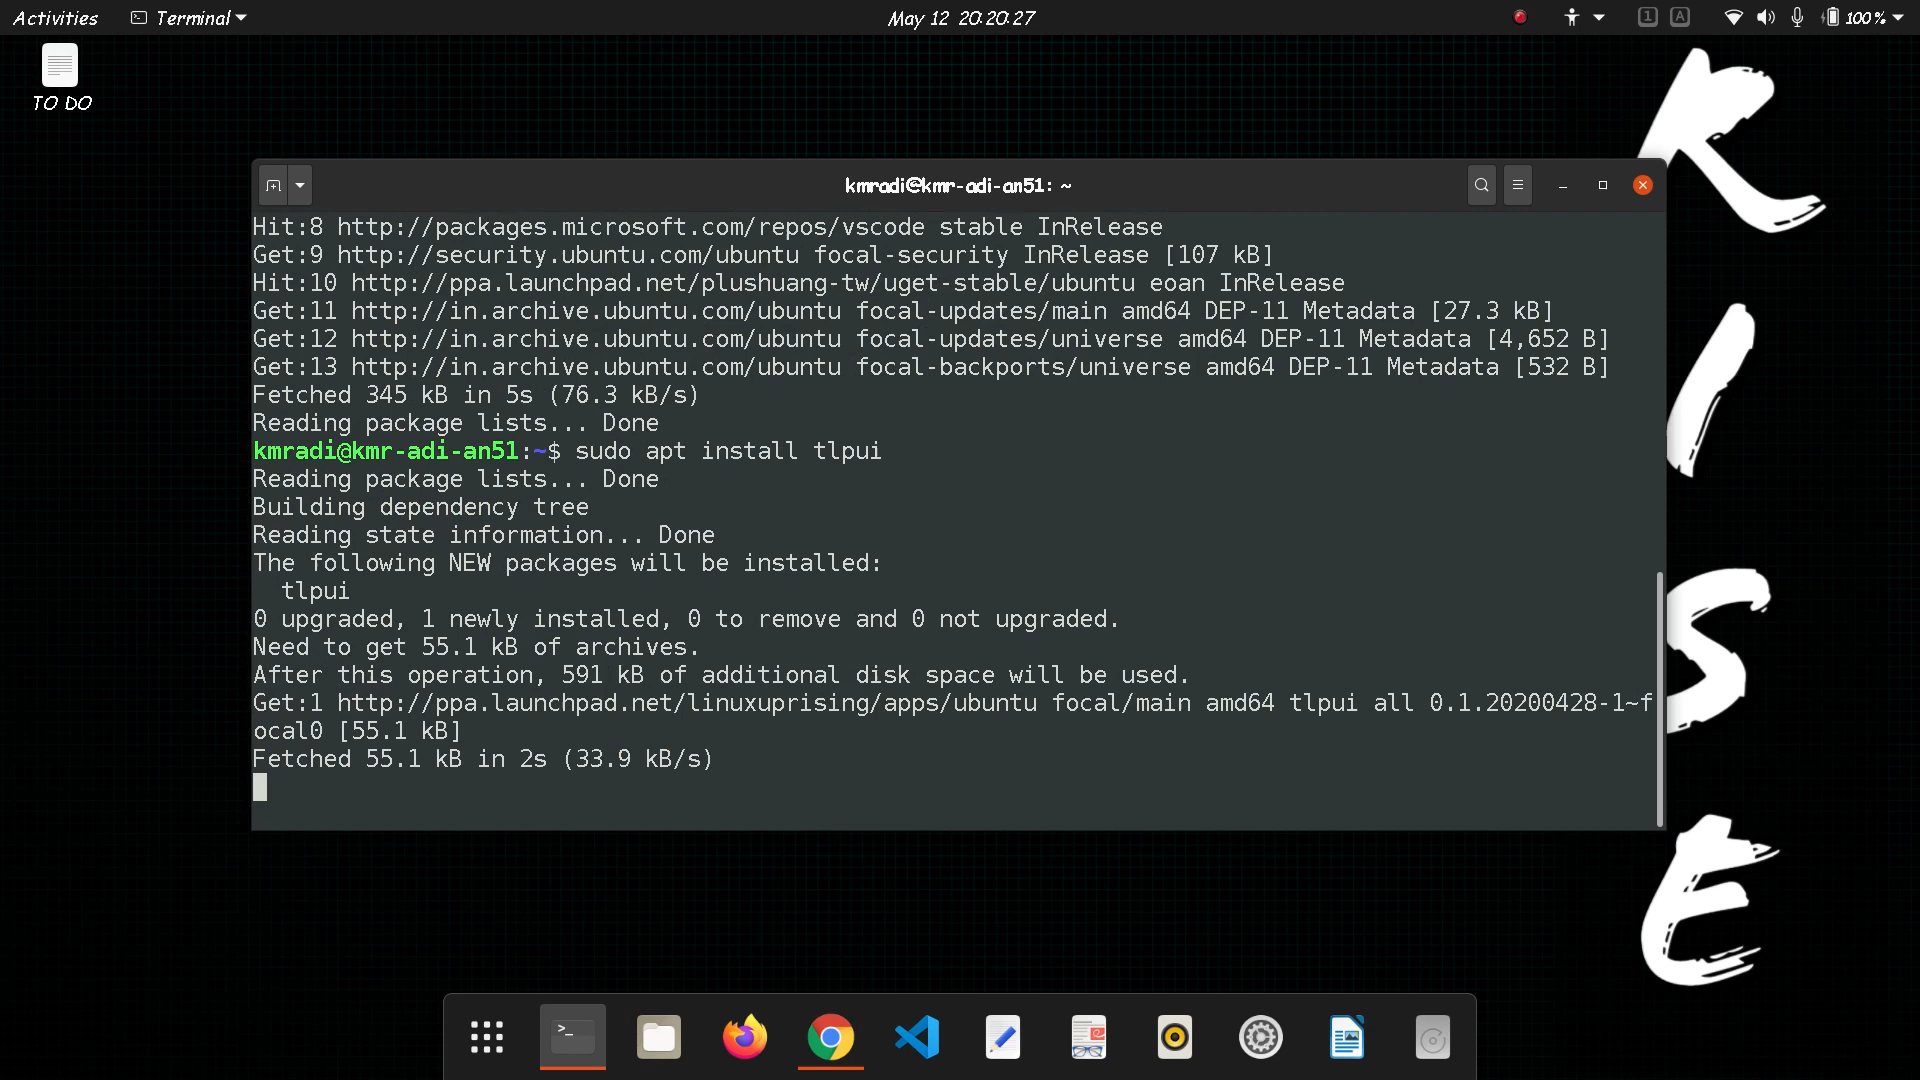 Activities Terminal May 12 20:20:27 1 A 100 %
TO DO
kmradi@kmr-adi-an51: ~
Hit:8 http://packages.microsoft.com/repos/vscode stable InRelease
Get:9 http://security.ubuntu.com/ubuntu focal-security InRelease [107 kB]
Hit:10 http://ppa.launchpad.net/plushuang-tw/uget-stable/ubuntu eoan InRelease
Get:11 http://in.archive.ubuntu.com/ubuntu focal-updates/main amd64 DEP-11 Metadata [27.3 kB]
Get:12 http://in.archive.ubuntu.com/ubuntu focal-updates/universe amd64 DEP-11 Metadata [4,652 B]
Get:13 http://in.archive.ubuntu.com/ubuntu focal-backports/universe amd64 DEP-11 Metadata [532 B]
Fetched 345 kB in 5s (76.3 kB/s)
Reading package lists... Done
kmradi@kmr-adi-an51:~$ sudo apt install tlpui
Reading package lists... Done
Building dependency tree
Reading state information... Done
The following NEW packages will be installed:
tlpui
0 upgraded, 1 newly installed, 0 to remove and 0 not upgraded.
Need to get 55.1 kB of archives.
After this operation, 591 kB of additional disk space will be used.
Get:1 http://ppa.launchpad.net/linuxuprising/apps/ubuntu focal/main amd64 tlpui all 0.1.20200428-1~f
ocal0 [55.1 kB]
Fetched 55.1 kB in 2s (33.9 kB/s)
R
I
S
E